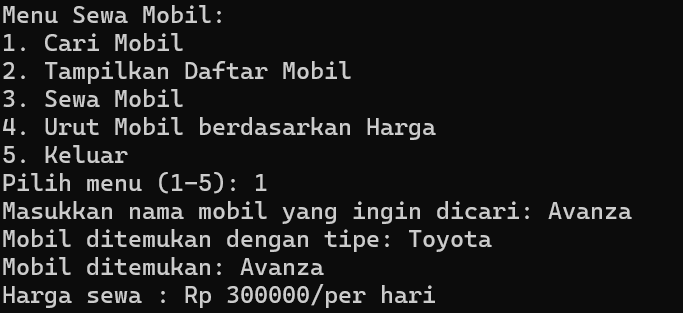 Menu Sewa Mobil:
1. Cari Mobil
2. Tampilkan Daftar Mobil
3. Sewa Mobil
4. Urut Mobil berdasarkan Harga
5. Keluar
Pilih menu (1-5): 1
Masukkan nama mobil yang ingin dicari: Avanza
Mobil ditemukan dengan tipe: Toyota
Mobil ditemukan: Avanza
Harga sewa : Rp 300000/per hari